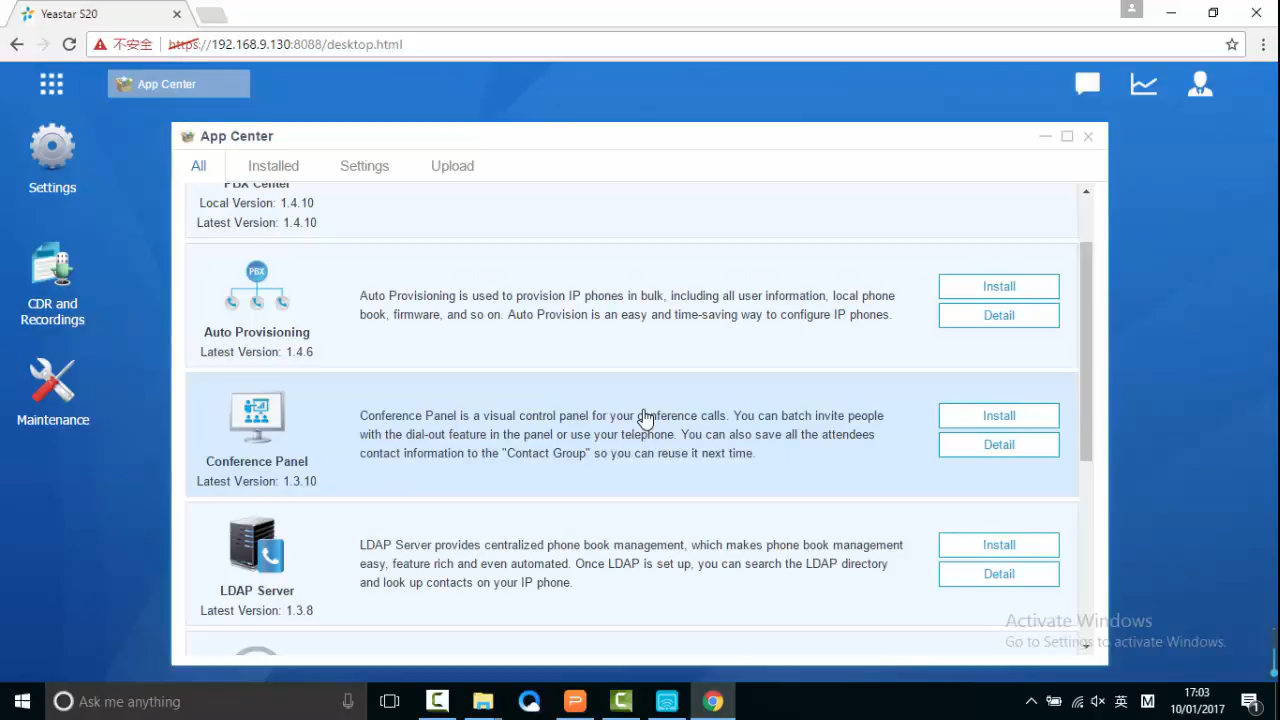 Yeastar S20
不安全
https://192.168.9.130:8088/desktop.html
App Center
Settings
CDR and
Recordings
Maintenance
App Center
All
Installed
Settings
Upload
PBX Center
Local Version: 1.4.10
Latest Version: 1.4.10
PBX
Auto Provisioning
Latest Version: 1.4.6
Auto Provisioning is used to provision IP phones in bulk, including all user information, local phone
book, firmware, and so on. Auto Provision is an easy and time-saving way to configure IP phones.
Install
Detail
Conference Panel
Latest Version: 1.3.10
Conference Panel is a visual control panel for your conference calls. You can batch invite people
with the dial-out feature in the panel or use your telephone. You can also save all the attendees
contact information to the "Contact Group" so you can reuse it next time.
Install
Detail
LDAP Server
Latest Version: 1.3.8
LDAP Server provides centralized phone book management, which makes phone book management
easy, feature rich and even automated. Once LDAP is set up, you can search the LDAP directory
and look up contacts on your IP phone.
Install
Detail
Activate Windows
Go to Settings to activate Windows.
Ask me anything
英
M
17:03
10/01/2017
1